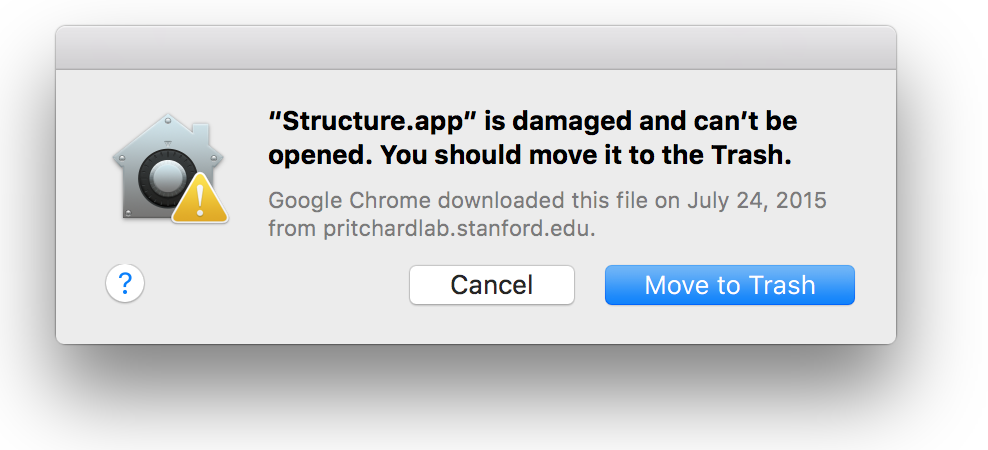 “Structure.app” is damaged and can’t be
opened. You should move it to the Trash.
Google Chrome downloaded this file on July 24, 2015
from pritchardlab.stanford.edu.
?
Cancel
Move to Trash